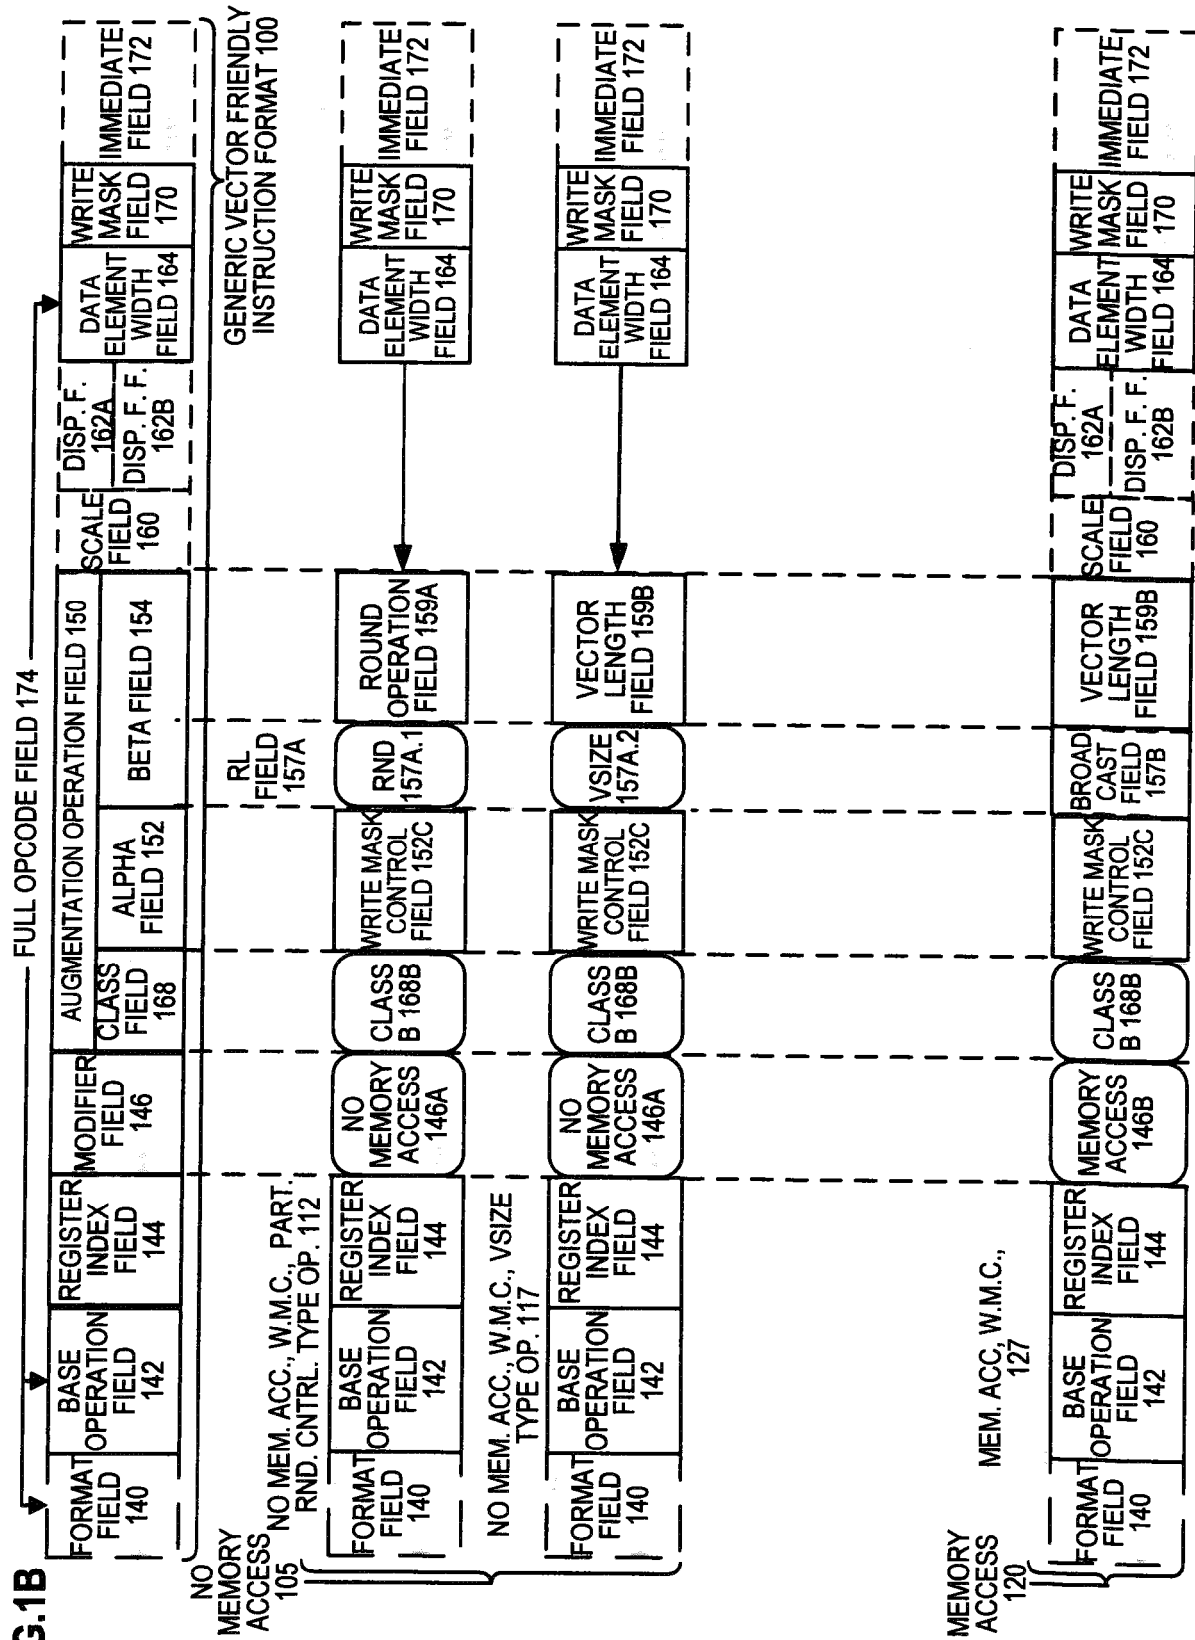 G.1B
FULL OPCODE FIELD 174
FORMAT
FIELD
140
BASE
OPERATION
FIELD
142
REGISTER
INDEX
FIELD
144
MODIFIER
FIELD
146
AUGMENTATION OPERATION FIELD 150
CLASS
FIELD
168
ALPHA
FIELD 152
BETA FIELD 154
SCALE
FIELD
160
DISP. F.
162A
DISP. F. F.
162B
DATA
ELEMENT
WIDTH
FIELD 164
WRITE
MASK
FIELD
170
IMMEDIATE
FIELD 172
GENERIC VECTOR FRIENDLY
INSTRUCTION FORMAT 100
NO
MEMORY
ACCESS
105
NO MEM. ACC., W.M.C., PART.
RND. CNTRL. TYPE OP. 112
RL
FIELD
157A
FORMAT
FIELD
140
BASE
OPERATION
FIELD
142
REGISTER
INDEX
FIELD
144
NO
MEMORY
ACCESS
146A
CLASS
B 168B
WRITE MASK
CONTROL
FIELD 152C
RND
157A.1
ROUND
OPERATION
FIELD 159A
DATA
ELEMENT
WIDTH
FIELD 164
WRITE
MASK
FIELD
170
IMMEDIATE
FIELD 172
NO MEM. ACC., W.M.C., VSIZE
TYPE OP. 117
FORMAT
FIELD
140
BASE
OPERATION
FIELD
142
REGISTER
INDEX
FIELD
144
NO
MEMORY
ACCESS
146A
CLASS
B 168B
WRITE MASK
CONTROL
FIELD 152C
VSIZE
157A.2
VECTOR
LENGTH
FIELD 159B
DATA
ELEMENT
WIDTH
FIELD 164
WRITE
MASK
FIELD
170
IMMEDIATE
FIELD 172
MEMORY
ACCESS
120
MEM. ACC, W.M.C.,
127
FORMAT
FIELD
140
BASE
OPERATION
FIELD
142
REGISTER
INDEX
FIELD
144
MEMORY
ACCESS
146B
CLASS
B 168B
WRITE MASK
CONTROL
FIELD 152C
BROAD
CAST
FIELD
157B
VECTOR
LENGTH
FIELD 159B
SCALE
FIELD
160
DISP. F.
162A
DISP. F. F.
162B
DATA
ELEMENT
WIDTH
FIELD 164
WRITE
MASK
FIELD
170
IMMEDIATE
FIELD 172